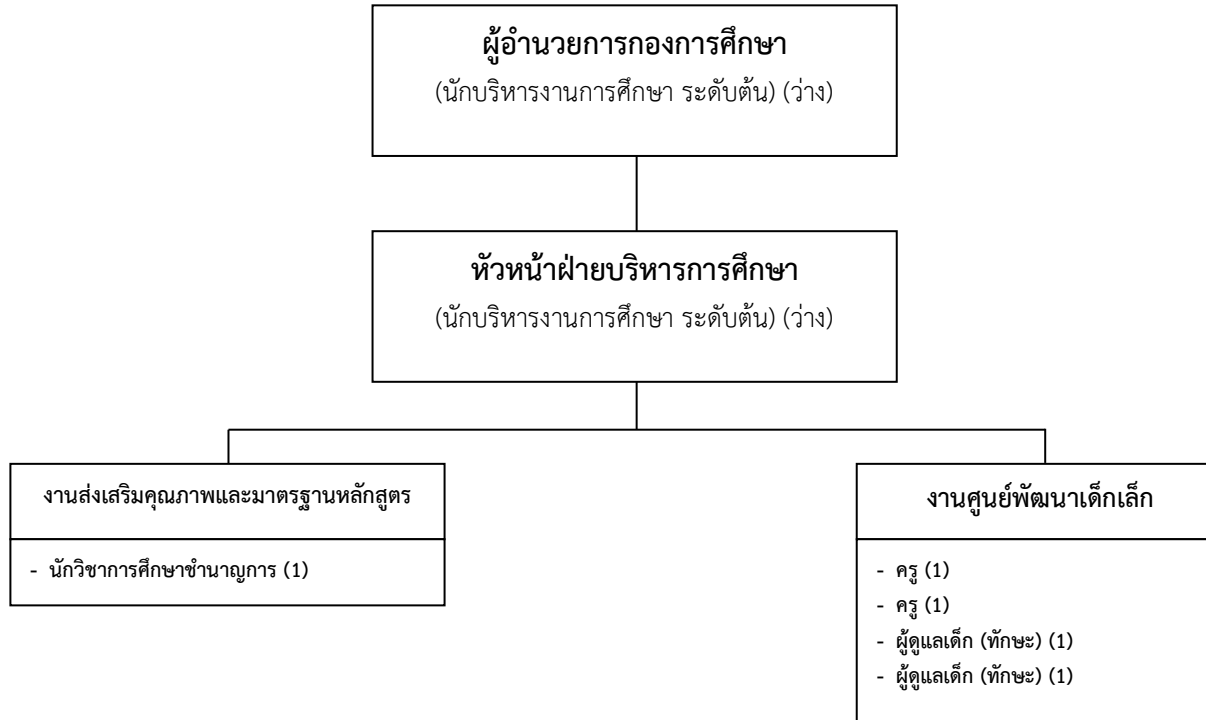 ผู้อำนวยการกองการศึกษา
(นักบริหารงานการศึกษา ระดับต้น) (ว่าง)
หัวหน้าฝ่ายบริหารการศึกษา
(นักบริหารงานการศึกษา ระดับต้น) (ว่าง)
งานส่งเสริมคุณภาพและมาตรฐานหลักสูตร
- นักวิชาการศึกษาชำนาญการ (1)
งานศูนย์พัฒนาเด็กเล็ก
- ครู (1)
- ครู (1)
- ผู้ดูแลเด็ก (ทักษะ) (1)
- ผู้ดูแลเด็ก (ทักษะ) (1)